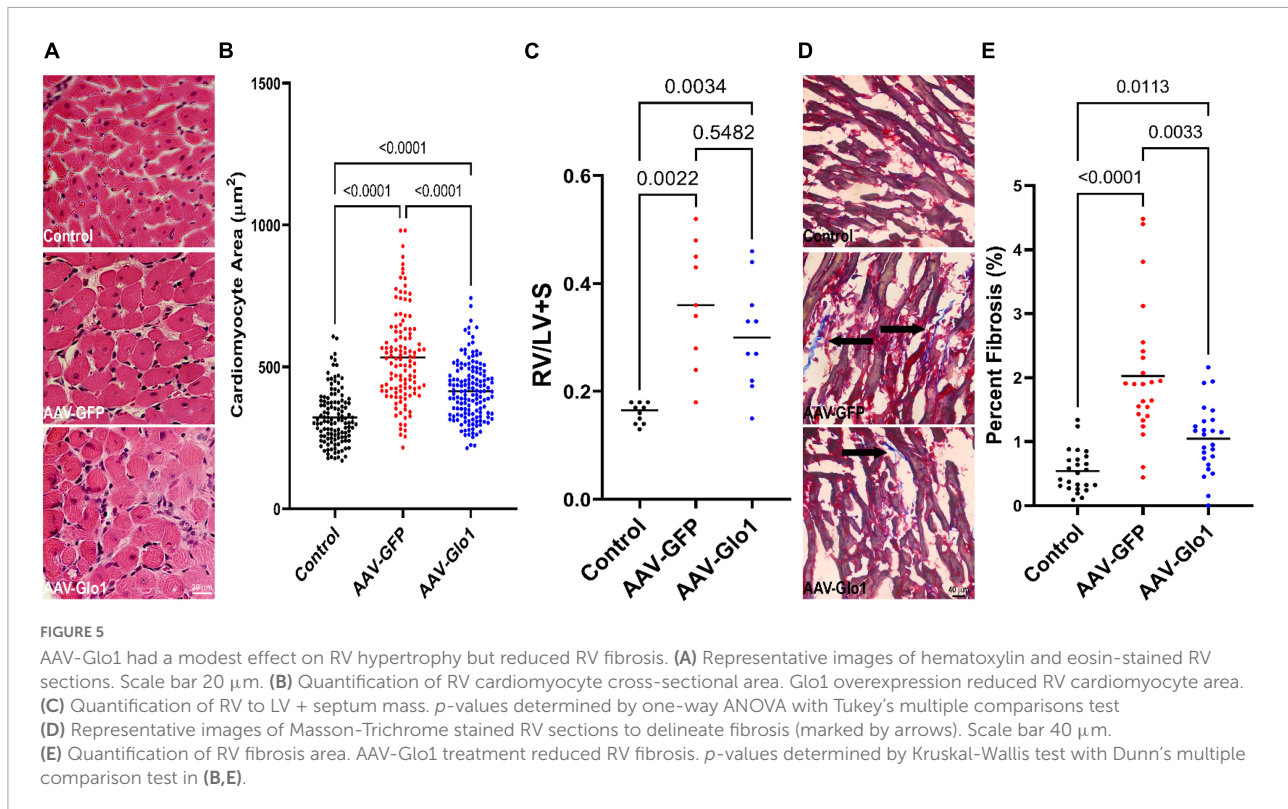 A
B
C
D
E
Control
AAV-GFP
AAV-Glo1
20 μm
Cardiomyocyte Area (μm²)
1500
1000
500
0
<0.0001
<0.0001
<0.0001
Control
AAV-GFP
AAV-Glo1
RV/LV+S
0.6
0.4
0.2
0.0
0.0034
0.5482
0.0022
Control
AAV-GFP
AAV-Glo1
Control
AAV-GFP
AAV-Glo1
40 μm
Percent Fibrosis (%)
5
4
3
2
1
0
0.0113
0.0033
<0.0001
Control
AAV-GFP
AAV-Glo1
FIGURE 5
AAV-Glo1 had a modest effect on RV hypertrophy but reduced RV fibrosis. (A) Representative images of hematoxylin and eosin-stained RV
sections. Scale bar 20 μm. (B) Quantification of RV cardiomyocyte cross-sectional area. Glo1 overexpression reduced RV cardiomyocyte area.
(C) Quantification of RV to LV + septum mass. p-values determined by one-way ANOVA with Tukey's multiple comparisons test
(D) Representative images of Masson-Trichrome stained RV sections to delineate fibrosis (marked by arrows). Scale bar 40 μm.
(E) Quantification of RV fibrosis area. AAV-Glo1 treatment reduced RV fibrosis. p-values determined by Kruskal-Wallis test with Dunn's multiple
comparison test in (B,E).